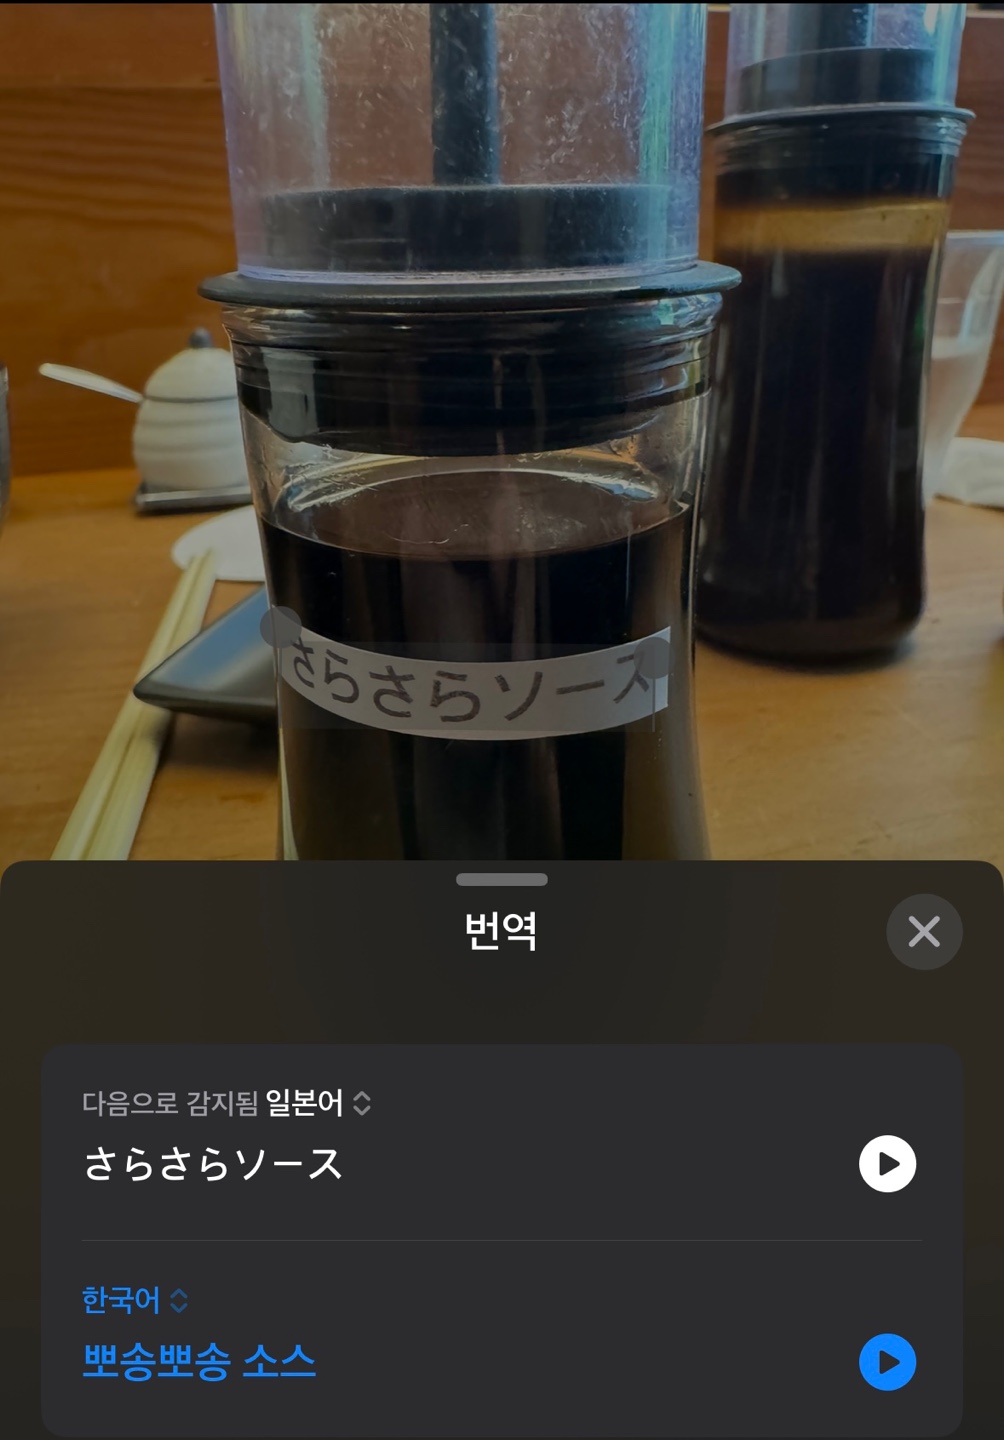 さらさらソース
번역
다음으로 감지됨 일본어
さらさらソース
한국어
뽀송뽀송 소스